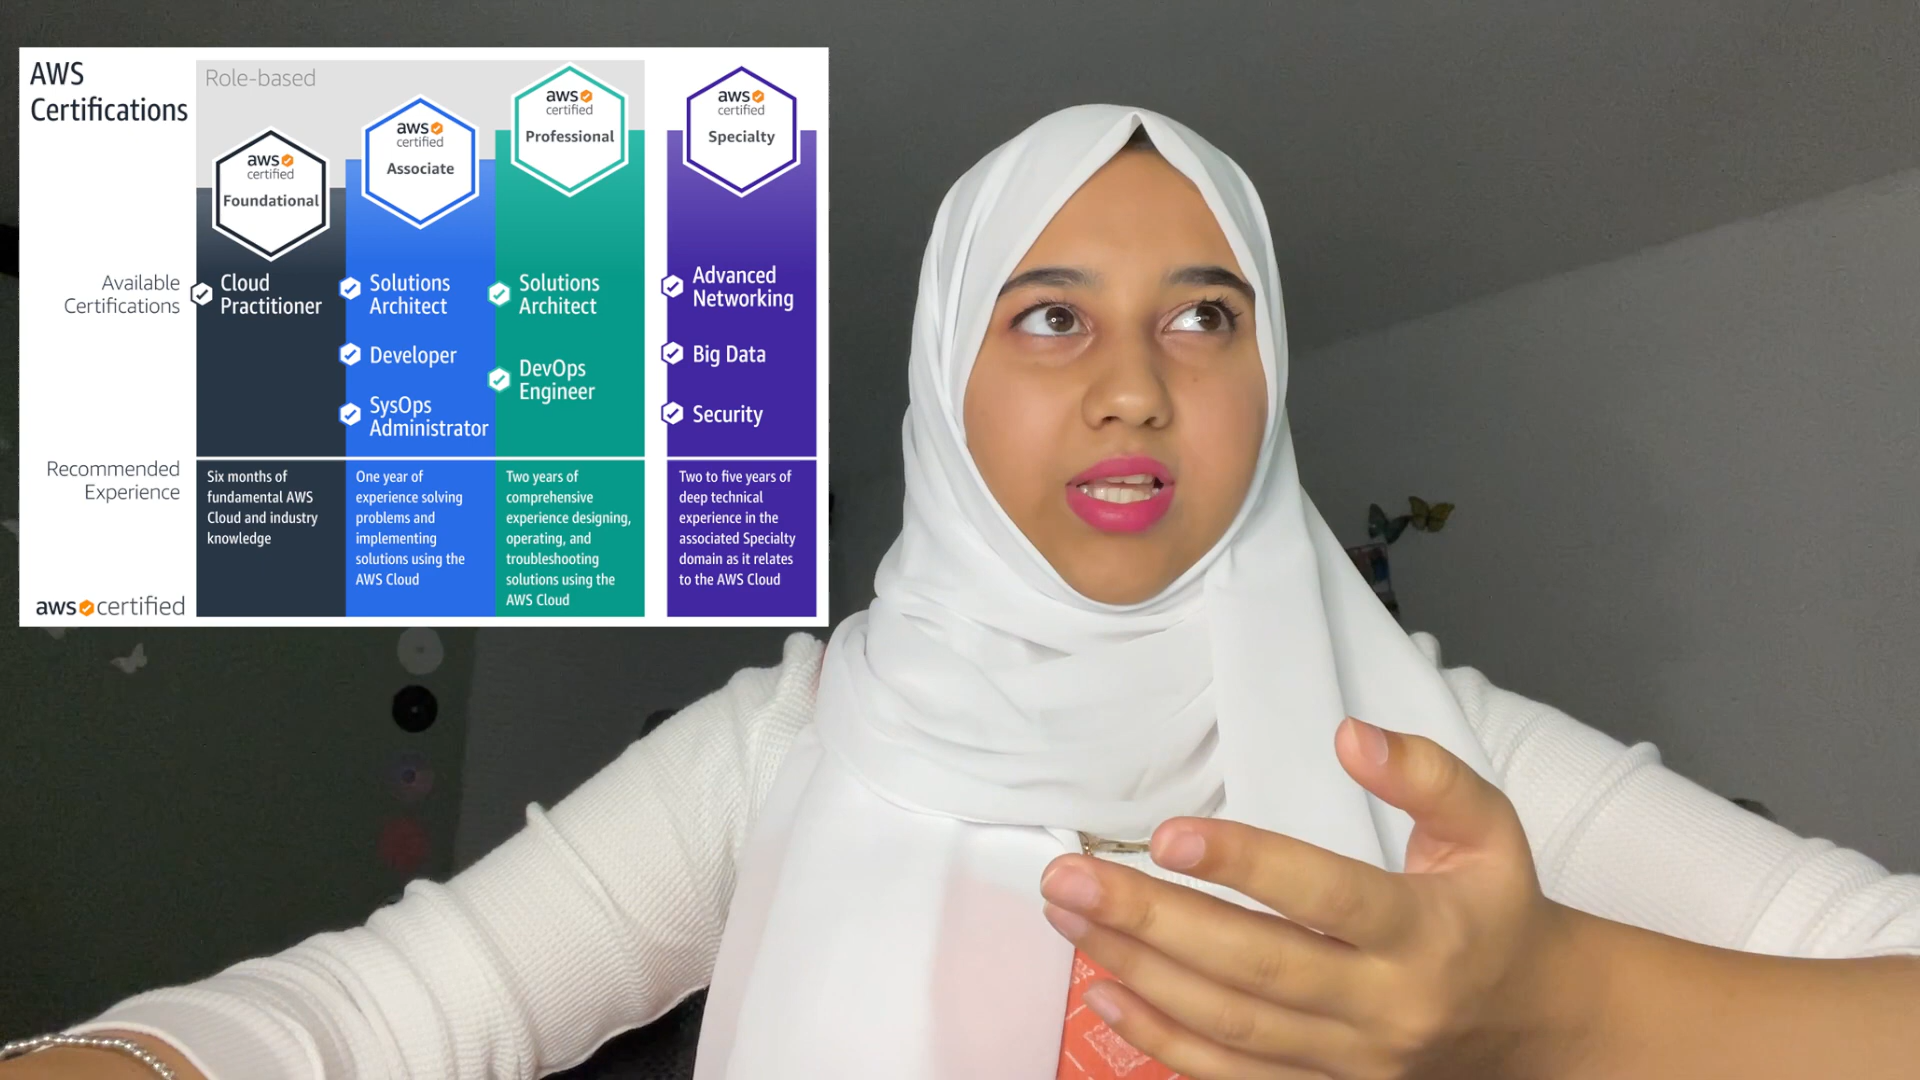 AWS
Certifications
Role-based
aws
certified
Foundational
aws
certified
Associate
aws
certified
Professional
aws
certified
Specialty
Available
Certifications
Cloud
Practitioner
Solutions
Architect
Developer
SysOps
Administrator
Solutions
Architect
DevOps
Engineer
Advanced
Networking
Big Data
Security
Recommended
Experience
Six months of
fundamental AWS
Cloud and industry
knowledge
One year of
experience solving
problems and
implementing
solutions using the
AWS Cloud
Two years of
comprehensive
experience designing,
operating, and
troubleshooting
solutions using the
AWS Cloud
Two to five years of
deep technical
experience in the
associated Specialty
domain as it relates
to the AWS Cloud
aws certified